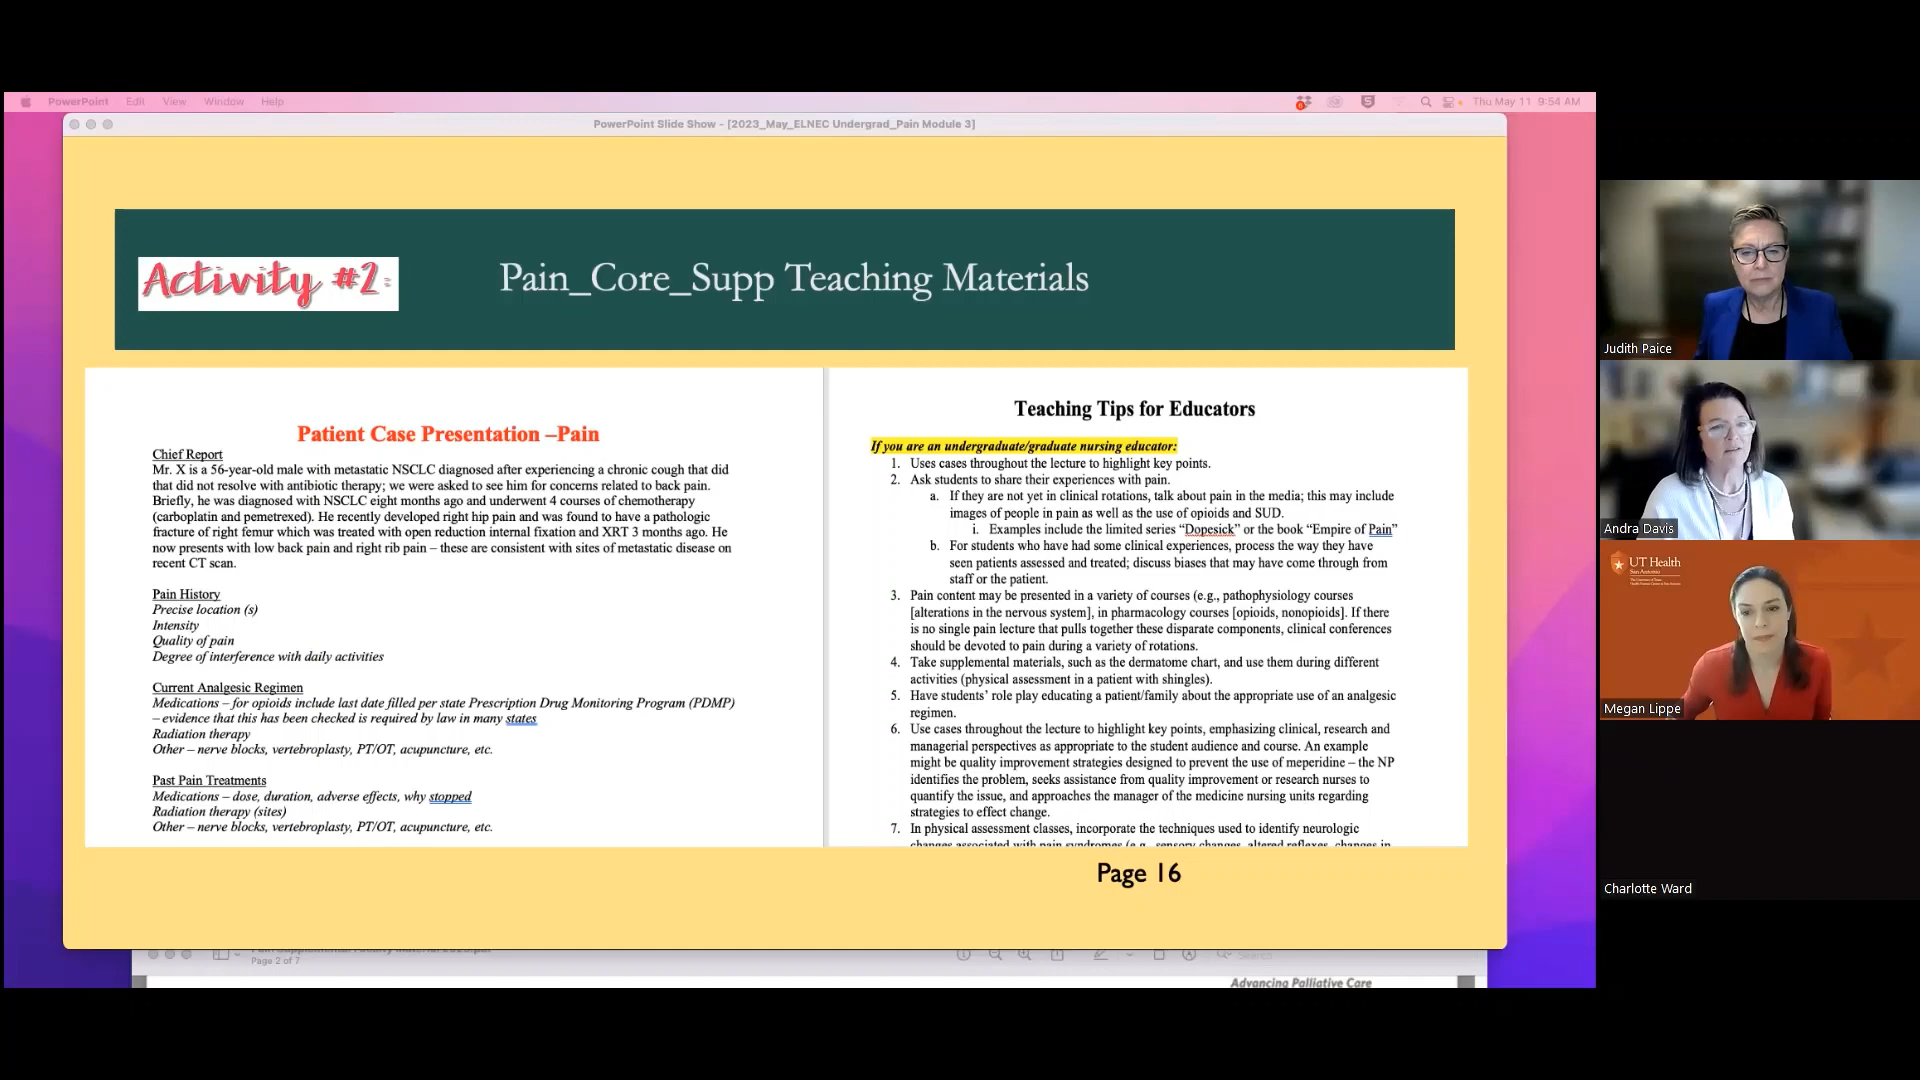 PowerPoint Edit View Window Help
Thu May 11 9:54 AM
PowerPoint Slide Show - [2023_May_ELNEC Undergrad_Pain Module 3]
Activity #2:
Pain_Core_Supp Teaching Materials
Patient Case Presentation –Pain
Chief Report
Mr. X is a 56-year-old male with metastatic NSCLC diagnosed after experiencing a chronic cough that did
that did not resolve with antibiotic therapy; we were asked to see him for concerns related to back pain.
Briefly, he was diagnosed with NSCLC eight months ago and underwent 4 courses of chemotherapy
(carboplatin and pemetrexed). He recently developed right hip pain and was found to have a pathologic
fracture of right femur which was treated with open reduction internal fixation and XRT 3 months ago. He
now presents with low back pain and right rib pain – these are consistent with sites of metastatic disease on
recent CT scan.
Pain History
Precise location (s)
Intensity
Quality of pain
Degree of interference with daily activities
Current Analgesic Regimen
Medications – for opioids include last date filled per state Prescription Drug Monitoring Program (PDMP)
– evidence that this has been checked is required by law in many states
Radiation therapy
Other – nerve blocks, vertebroplasty, PT/OT, acupuncture, etc.
Past Pain Treatments
Medications – dose, duration, adverse effects, why stopped
Radiation therapy (sites)
Other – nerve blocks, vertebroplasty, PT/OT, acupuncture, etc.
Teaching Tips for Educators
If you are an undergraduate/graduate nursing educator:
1. Uses cases throughout the lecture to highlight key points.
2. Ask students to share their experiences with pain.
a. If they are not yet in clinical rotations, talk about pain in the media; this may include
images of people in pain as well as the use of opioids and SUD.
i. Examples include the limited series “Dopesick” or the book “Empire of Pain”
b. For students who have had some clinical experiences, process the way they have
seen patients assessed and treated; discuss biases that may have come through from
staff or the patient.
3. Pain content may be presented in a variety of courses (e.g., pathophysiology courses
[alterations in the nervous system], in pharmacology courses [opioids, nonopioids]. If there
is no single pain lecture that pulls together these disparate components, clinical conferences
should be devoted to pain during a variety of rotations.
4. Take supplemental materials, such as the dermatome chart, and use them during different
activities (physical assessment in a patient with shingles).
5. Have students’ role play educating a patient/family about the appropriate use of an analgesic
regimen.
6. Use cases throughout the lecture to highlight key points, emphasizing clinical, research and
managerial perspectives as appropriate to the student audience and course. An example
might be quality improvement strategies designed to prevent the use of meperidine – the NP
identifies the problem, seeks assistance from quality improvement or research nurses to
quantify the issue, and approaches the manager of the medicine nursing units regarding
strategies to effect change.
7. In physical assessment classes, incorporate the techniques used to identify neurologic
changes associated with pain syndromes (e.g., sensory changes, altered reflexes, changes in
Page 16
Page 2 of 7
Search
Advancing Palliative Care
Judith Paice
Andra Davis
UT Health
San Antonio
Megan Lippe
Charlotte Ward